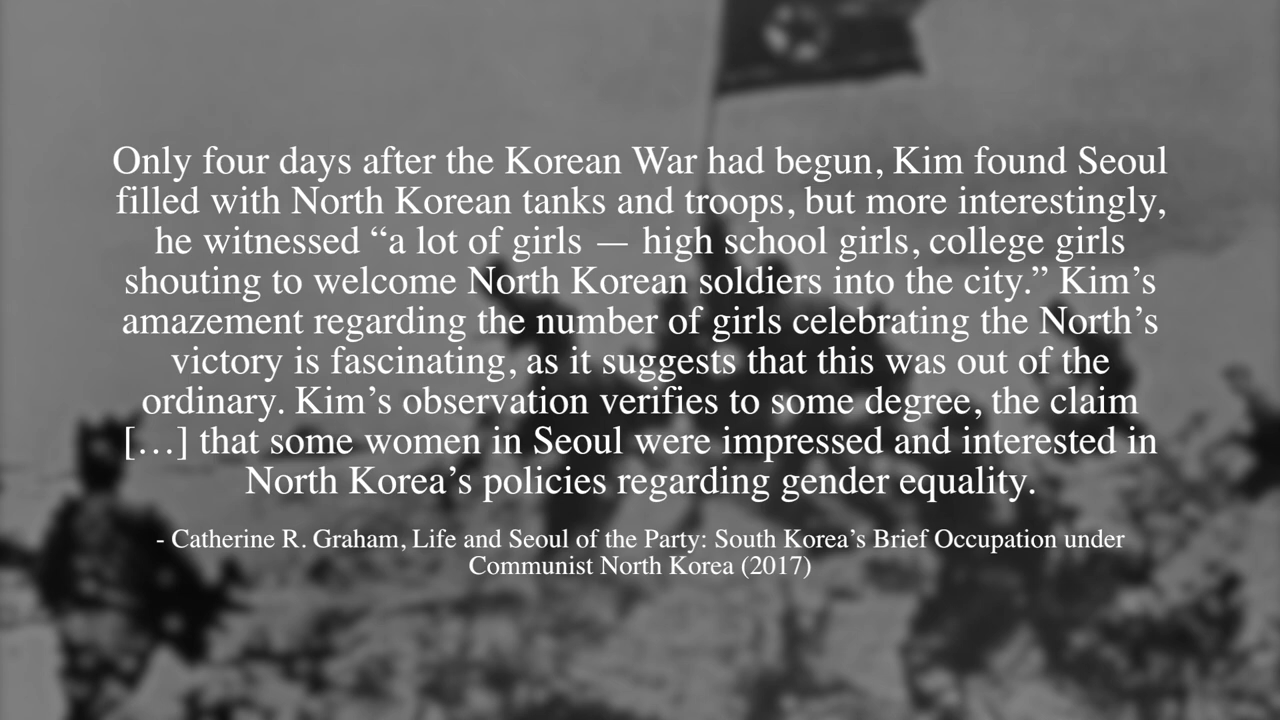 Only four days after the Korean War had begun, Kim found Seoul
filled with North Korean tanks and troops, but more interestingly,
he witnessed “a lot of girls — high school girls, college girls
shouting to welcome North Korean soldiers into the city.” Kim’s
amazement regarding the number of girls celebrating the North’s
victory is fascinating, as it suggests that this was out of the
ordinary. Kim’s observation verifies to some degree, the claim
[…] that some women in Seoul were impressed and interested in
North Korea’s policies regarding gender equality.
- Catherine R. Graham, Life and Seoul of the Party: South Korea’s Brief Occupation under
Communist North Korea (2017)